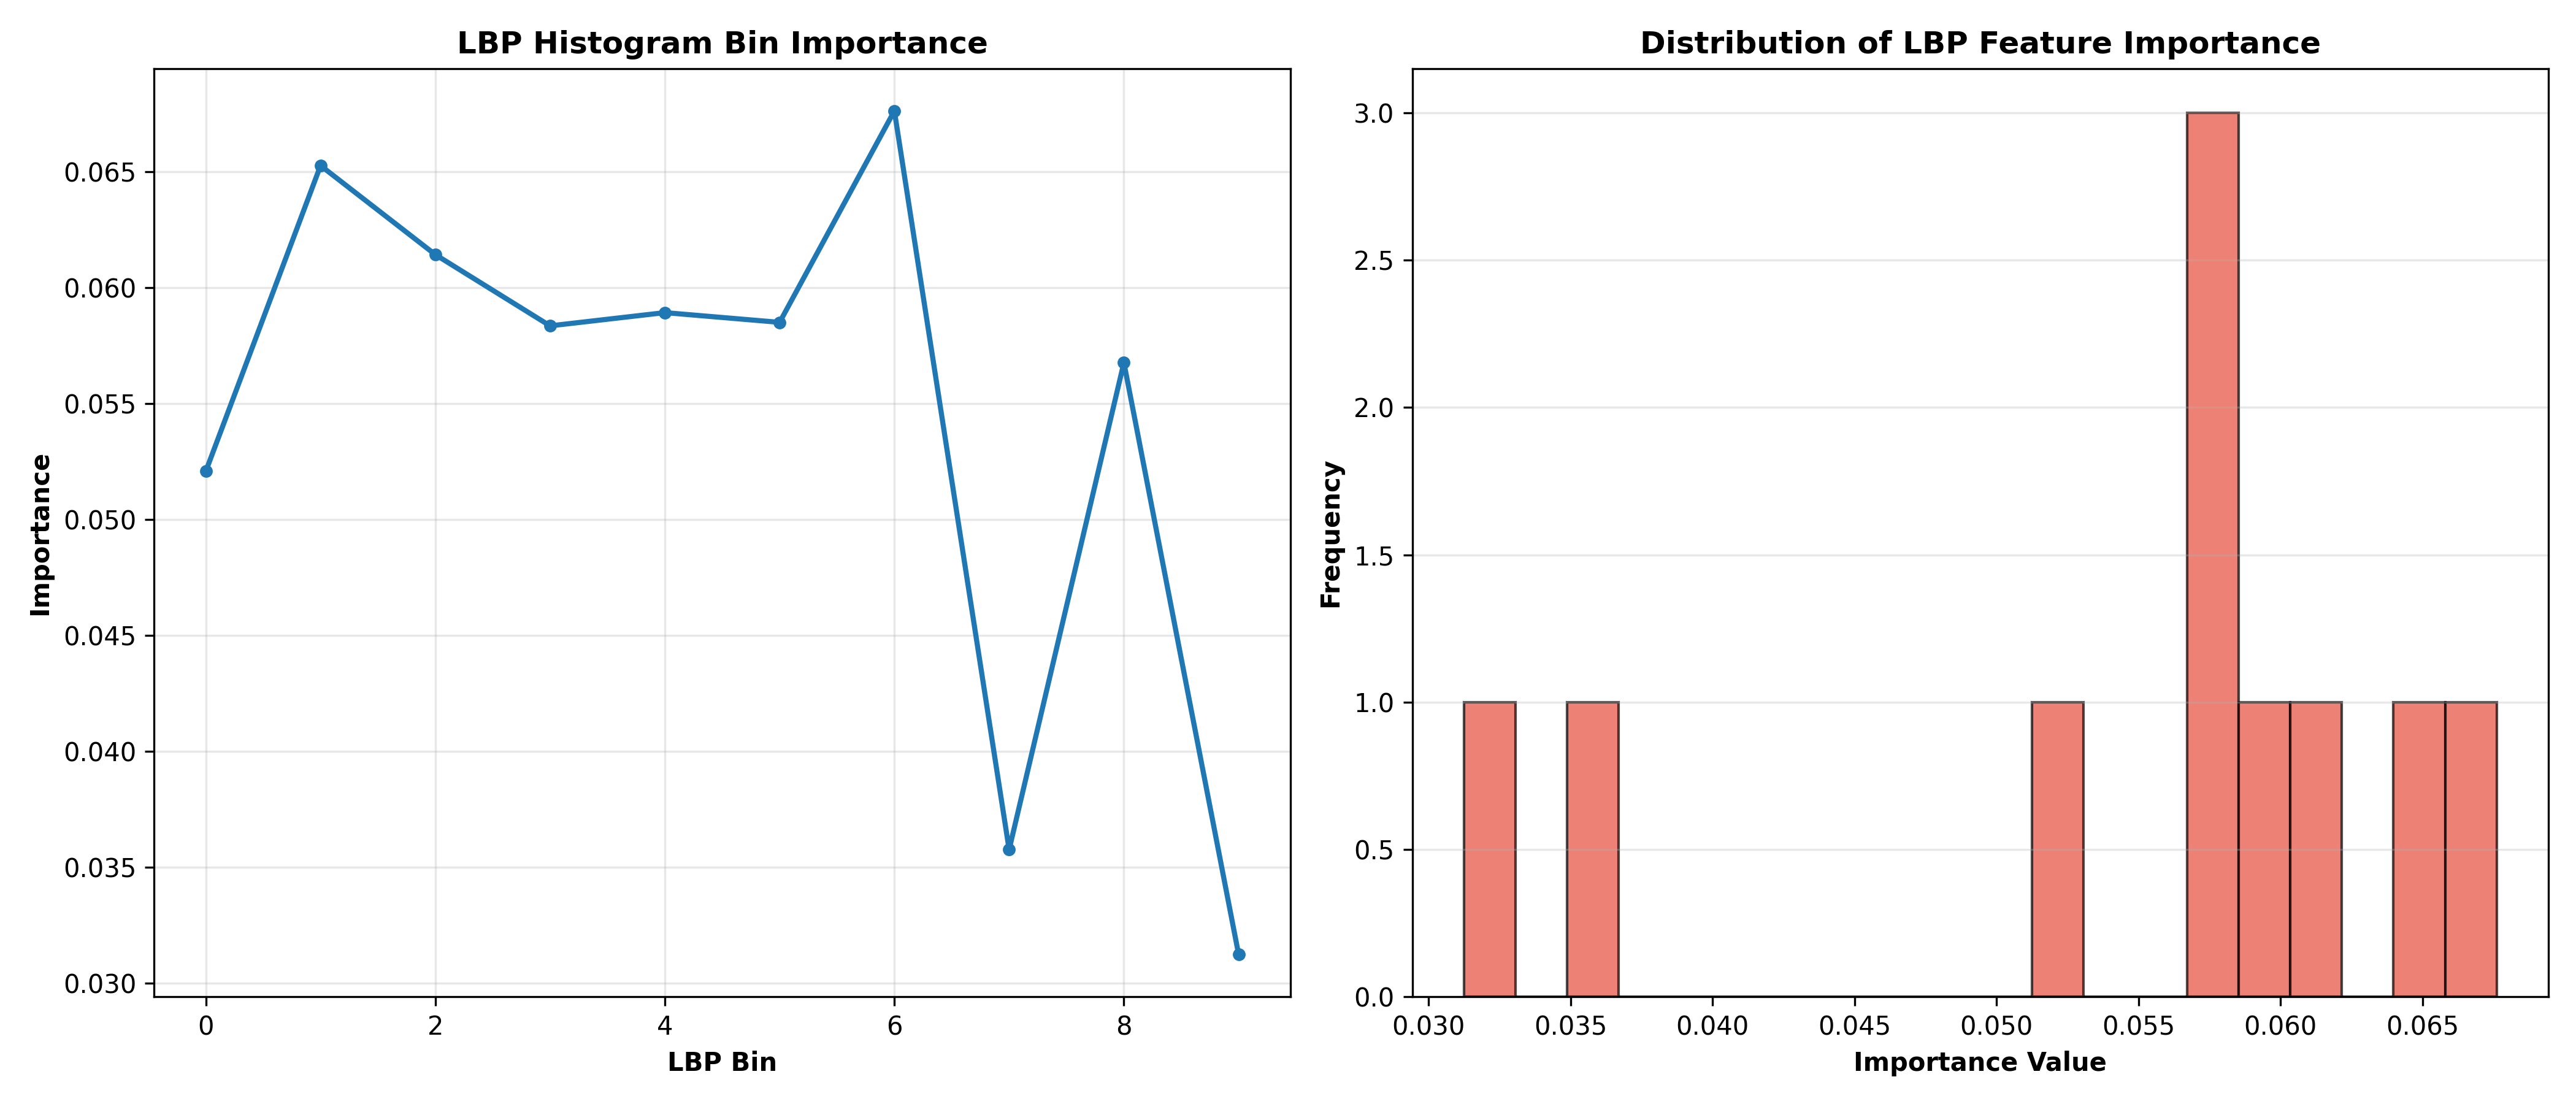 LBP Histogram Bin Importance
Importance
0.065
0.060
0.055
0.050
0.045
0.040
0.035
0.030
0 2 4 6 8
LBP Bin
Distribution of LBP Feature Importance
Frequency
3.0
2.5
2.0
1.5
1.0
0.5
0.0
0.030 0.035 0.040 0.045 0.050 0.055 0.060 0.065
Importance Value